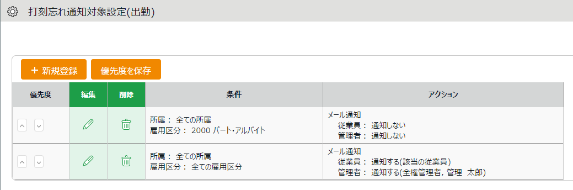 打刻忘れ通知対象設定(出勤)
＋ 新規登録 優先度を保存
優先度 編集 削除 条件 アクション
所属： 全ての所属
雇用区分： 2000 パート・アルバイト
メール通知
従業員： 通知しない
管理者： 通知しない
所属： 全ての所属
雇用区分： 全ての雇用区分
メール通知
従業員： 通知する(該当の従業員)
管理者： 通知する(全権管理者, 管理 太郎)